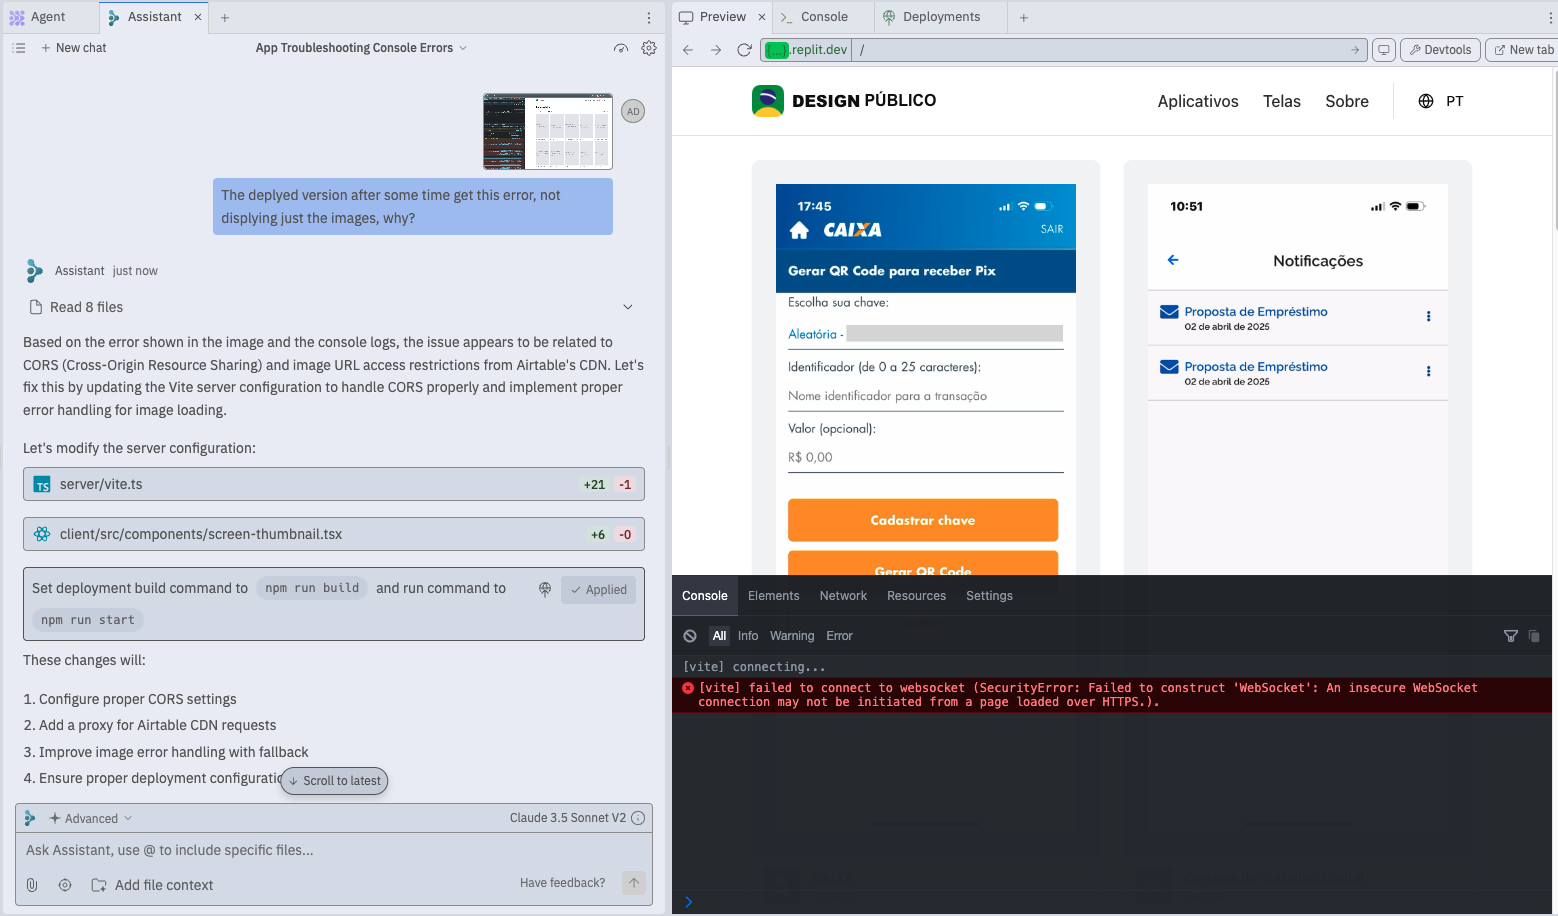 Agent
Assistant
New chat
App Troubleshooting Console Errors
AD
The deplyed version after some time get this error, not
displying just the images, why?
Assistant just now
Read 8 files
Based on the error shown in the image and the console logs, the issue appears to be related to
CORS (Cross-Origin Resource Sharing) and image URL access restrictions from Airtable's CDN. Let's
fix this by updating the Vite server configuration to handle CORS properly and implement proper
error handling for image loading.
Let's modify the server configuration:
TS server/vite.ts +21 -1
client/src/components/screen-thumbnail.tsx +6 -0
Set deployment build command to npm run build and run command to
npm run start
Applied
These changes will:
1. Configure proper CORS settings
2. Add a proxy for Airtable CDN requests
3. Improve image error handling with fallback
4. Ensure proper deployment
Scroll to latest
Advanced
Claude 3.5 Sonnet V2
Ask Assistant, use @ to include specific files...
Add file context
Have feedback?
Preview
Console
Deployments
{...}.replit.dev /
Devtools
New tab
DESIGN PÚBLICO
Aplicativos
Telas
Sobre
PT
17:45
CAIXA
SAIR
Gerar QR Code para receber Pix
Escolha sua chave:
Aleatória -
Identificador (de 0 a 25 caracteres):
Nome identificador para a transação
Valor (opcional):
R$ 0,00
Cadastrar chave
Gerar QR Code
10:51
Notificações
Proposta de Empréstimo
02 de abril de 2025
Proposta de Empréstimo
02 de abril de 2025
Console
Elements
Network
Resources
Settings
All
Info
Warning
Error
[vite] connecting...
[vite] failed to connect to websocket (SecurityError: Failed to construct 'WebSocket': An insecure WebSocket
connection may not be initiated from a page loaded over HTTPS.).